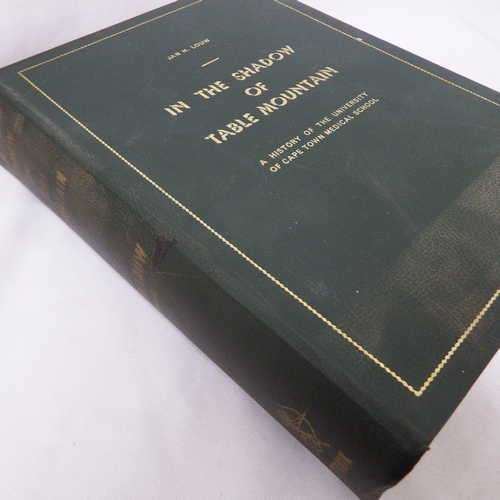 JAN H. LOUW
IN THE SHADOW
OF
TABLE MOUNTAIN
A HISTORY OF THE UNIVERSITY
OF CAPE TOWN MEDICAL SCHOOL